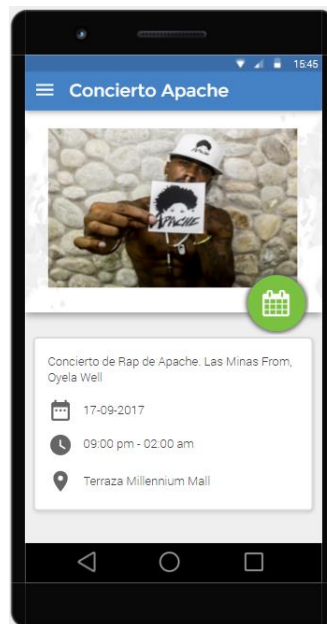 15:45
Concierto Apache
APACHE
Concierto de Rap de Apache. Las Minas From,
Oyela Well
17-09-2017
09:00 pm - 02:00 am
Terraza Millennium Mall